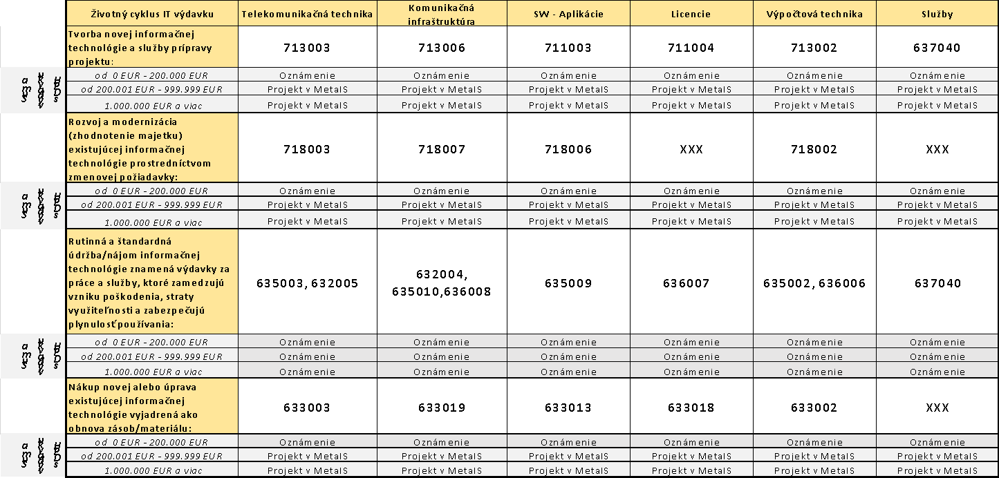 Životný cyklus IT výdavku Telekomunikačná technika Komunikačná infraštruktúra SW - Aplikácie Licencie Výpočtová technika Služby
Tvorba novej informačnej
technológie a služby prípravy
projektu:
713003 713006 711003 711004 713002 637040
od 0 EUR - 200.000 EUR Oznámenie Oznámenie Oznámenie Oznámenie Oznámenie Oznámenie
od 200.001 EUR - 999.999 EUR Projekt v MetaIS Projekt v MetaIS Projekt v MetaIS Projekt v MetaIS Projekt v MetaIS Projekt v MetaIS
1.000.000 EUR a viac Projekt v MetaIS Projekt v MetaIS Projekt v MetaIS Projekt v MetaIS Projekt v MetaIS Projekt v MetaIS
Rozvoj a modernizácia
(zhodnotenie majetku)
existujúcej informačnej
technológie prostredníctvom
zmenovej požiadavky:
718003 718007 718006 XXX 718002 XXX
od 0 EUR - 200.000 EUR Oznámenie Oznámenie Oznámenie Oznámenie Oznámenie Oznámenie
od 200.001 EUR - 999.999 EUR Projekt v MetaIS Projekt v MetaIS Projekt v MetaIS Projekt v MetaIS Projekt v MetaIS Projekt v MetaIS
1.000.000 EUR a viac Projekt v MetaIS Projekt v MetaIS Projekt v MetaIS Projekt v MetaIS Projekt v MetaIS Projekt v MetaIS
Rutinná a štandardná
údržba/nájom informačnej
technológie znamená výdavky za
práce a služby, ktoré zamedzujú
vzniku poškodenia, straty
využiteľnosti a zabezpečujú
plynulosť používania:
635003, 632005 632004, 635010,636008 635009 636007 635002, 636006 637040
od 0 EUR - 200.000 EUR Oznámenie Oznámenie Oznámenie Oznámenie Oznámenie Oznámenie
od 200.001 EUR - 999.999 EUR Oznámenie Oznámenie Oznámenie Oznámenie Oznámenie Oznámenie
1.000.000 EUR a viac Oznámenie Oznámenie Oznámenie Oznámenie Oznámenie Oznámenie
Nákup novej alebo úprava
existujúcej informačnej
technológie vyjadrená ako
obnova zásob/materiálu:
633003 633019 633013 633018 633002 XXX
od 0 EUR - 200.000 EUR Oznámenie Oznámenie Oznámenie Oznámenie Oznámenie Oznámenie
od 200.001 EUR - 999.999 EUR Projekt v MetaIS Projekt v MetaIS Projekt v MetaIS Projekt v MetaIS Projekt v MetaIS Projekt v MetaIS
1.000.000 EUR a viac Projekt v MetaIS Projekt v MetaIS Projekt v MetaIS Projekt v MetaIS Projekt v MetaIS Projekt v MetaIS